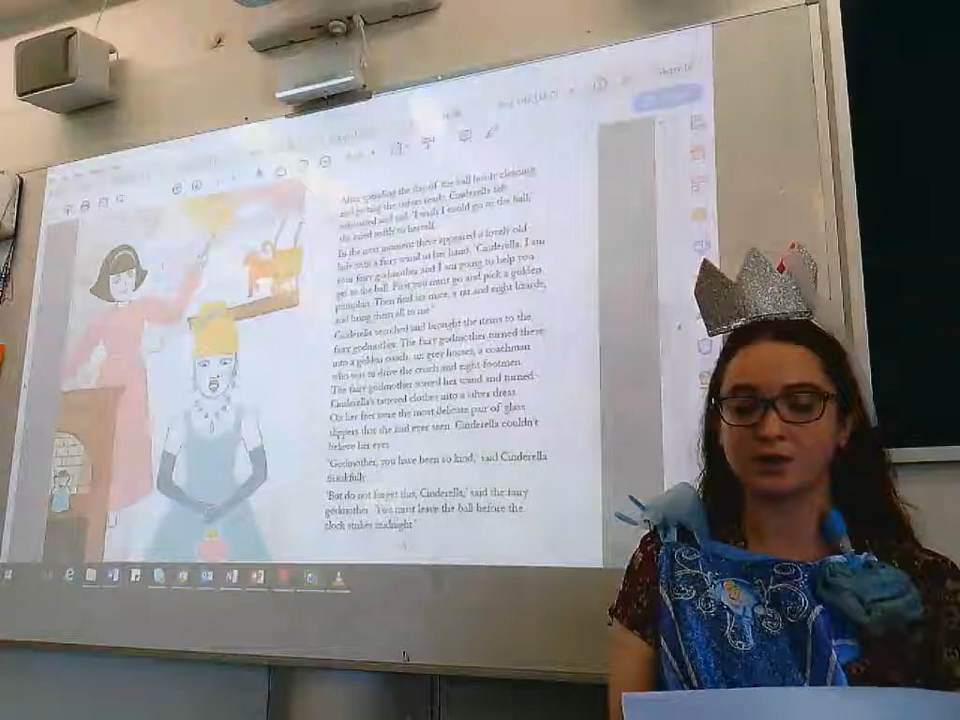 After spending the day of the ball busily cleaning
and getting the sisters ready, Cinderella felt
exhausted and sad. 'I wish I could go to the ball,'
she cried softly to herself.
In the next moment there appeared a lovely old
lady with a fairy wand in her hand. 'Cinderella, I am
your fairy godmother and I am going to help you
get to the ball. First you must go and pick a golden
pumpkin. Then find six mice, a rat and eight lizards,
and bring them all to me.'
Cinderella searched and brought the items to the
fairy godmother. The fairy godmother turned these
into a golden coach, six grey horses, a coachman
who was to drive the coach and eight footmen.
The fairy godmother waved her wand and turned
Cinderella's tattered clothes into a silver dress.
On her feet were the most delicate pair of glass
slippers that she had ever seen. Cinderella couldn't
believe her eyes.
'Godmother, you have been so kind,' said Cinderella
thankfully.
'But do not forget this, Cinderella,' said the fairy
godmother. 'You must leave the ball before the
clock strikes midnight.'